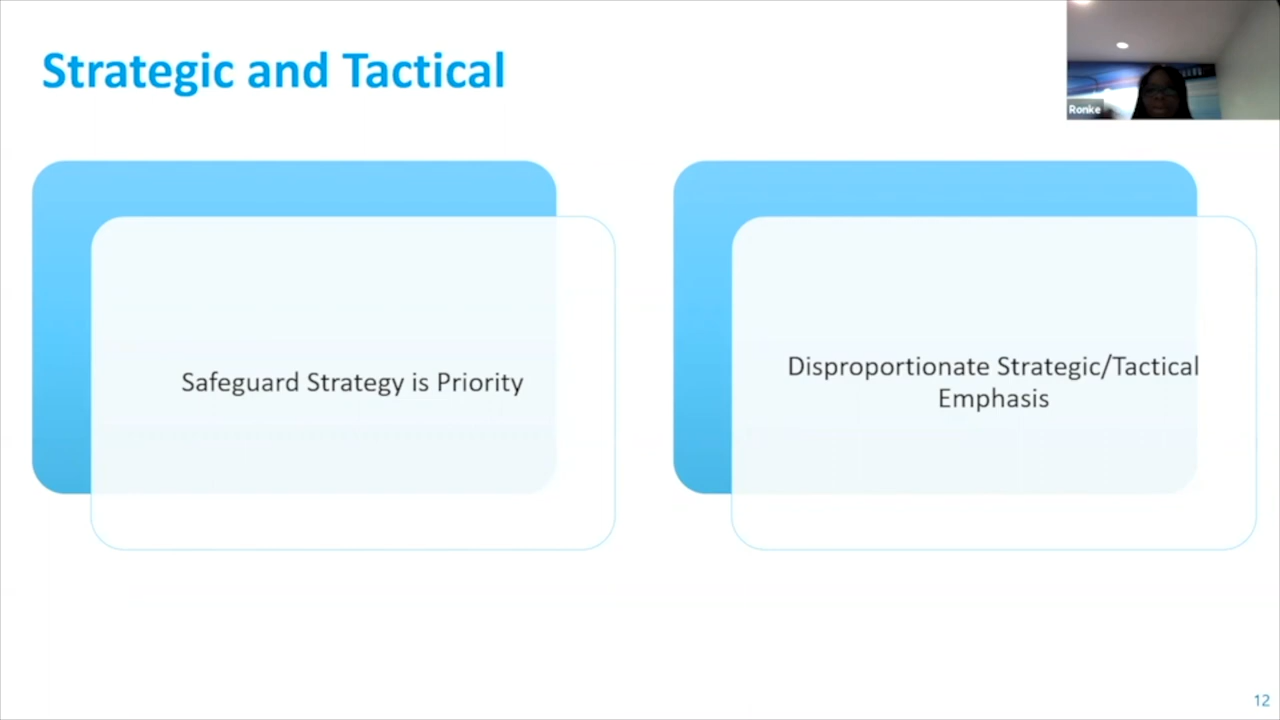 Strategic and Tactical
Ronke
Safeguard Strategy is Priority
Disproportionate Strategic/Tactical
Emphasis
12